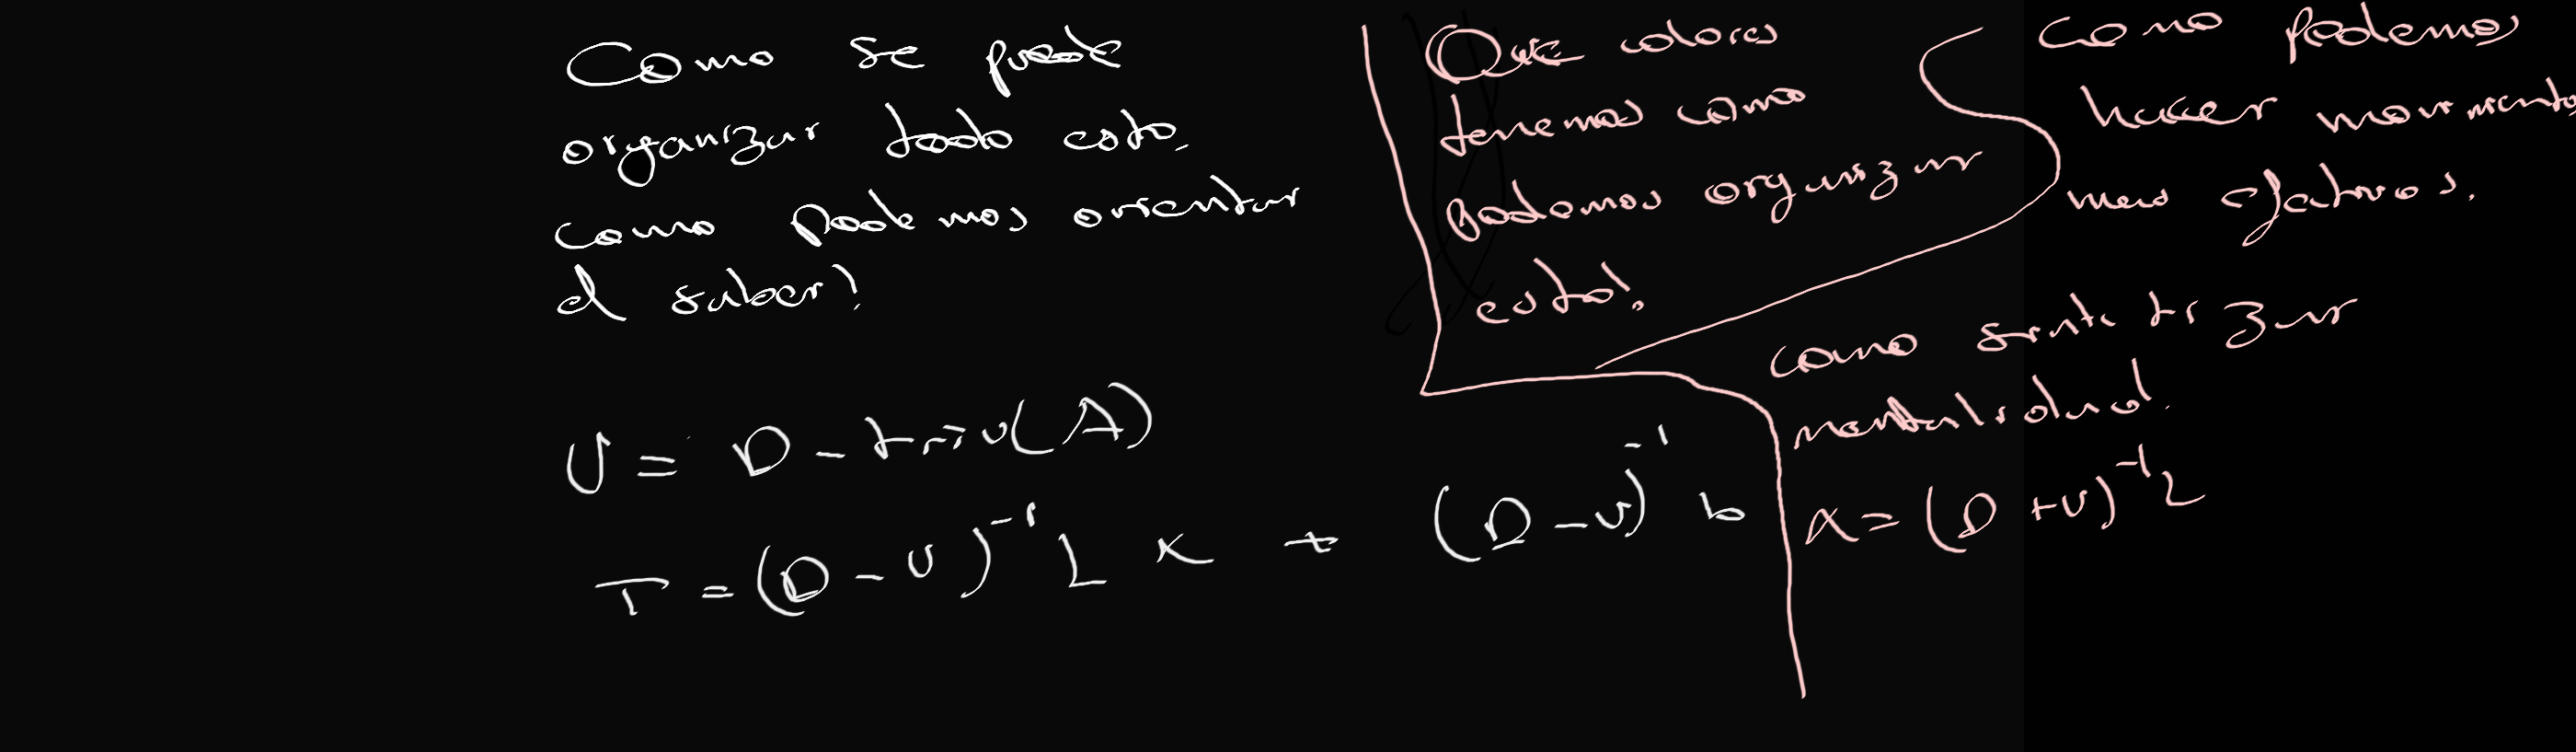 Como se puede
organizar todo esto.
como podemos orientar
el saber?
U = D - triu(A)
T = (D - U)^-1 L x + (D - U)^-1 b
Que colores
tenemos como
podemos organizar
esto?
Como podemos
hacer movimientos
mas efectivos.
como sintetizar
x = (D + U)^-1 L